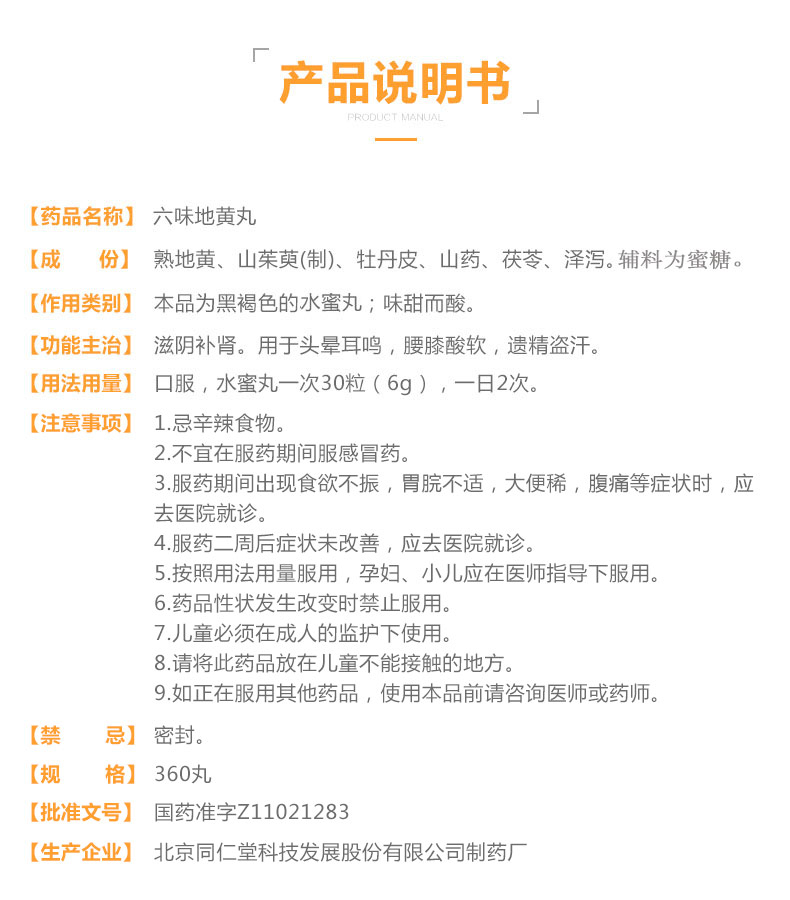 产品说明书
PRODUCT MANUAL
【药品名称】 六味地黄丸
【成 份】 熟地黄、山茱萸(制)、牡丹皮、山药、茯苓、泽泻。辅料为蜜糖。
【作用类别】 本品为黑褐色的水蜜丸；味甜而酸。
【功能主治】 滋阴补肾。用于头晕耳鸣，腰膝酸软，遗精盗汗。
【用法用量】 口服，水蜜丸一次30粒（6g），一日2次。
【注意事项】 1.忌辛辣食物。
2.不宜在服药期间服感冒药。
3.服药期间出现食欲不振，胃脘不适，大便稀，腹痛等症状时，应
去医院就诊。
4.服药二周后症状未改善，应去医院就诊。
5.按照用法用量服用，孕妇、小儿应在医师指导下服用。
6.药品性状发生改变时禁止服用。
7.儿童必须在成人的监护下使用。
8.请将此药品放在儿童不能接触的地方。
9.如正在服用其他药品，使用本品前请咨询医师或药师。
【禁 忌】 密封。
【规 格】 360丸
【批准文号】 国药准字Z11021283
【生产企业】 北京同仁堂科技发展股份有限公司制药厂